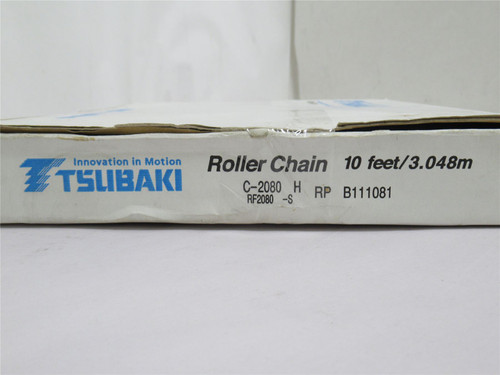 Innovation in Motion
TSUBAKI
Roller Chain 10 feet/3.048m
C-2080 H RP B111081
RF2080 -S